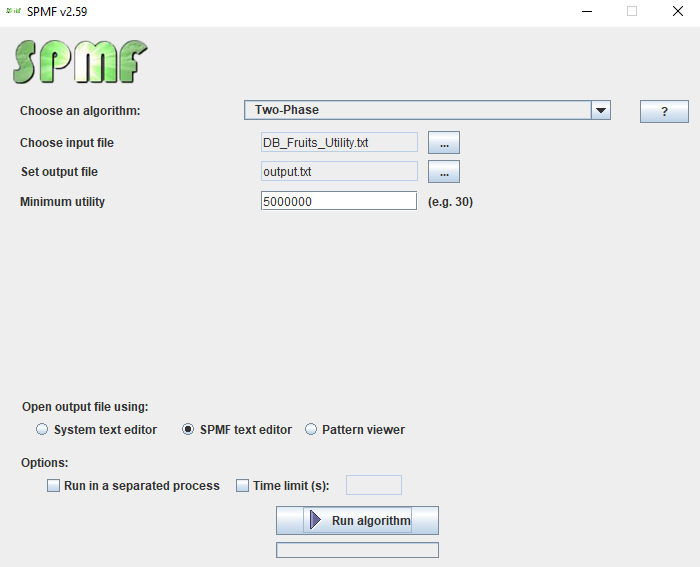 SPMF v2.59
SPMF
Choose an algorithm: Two-Phase ?
Choose input file DB_Fruits_Utility.txt ...
Set output file output.txt ...
Minimum utility 5000000 (e.g. 30)
Open output file using:
System text editor SPMF text editor Pattern viewer
Options:
Run in a separated process Time limit (s):
Run algorithm